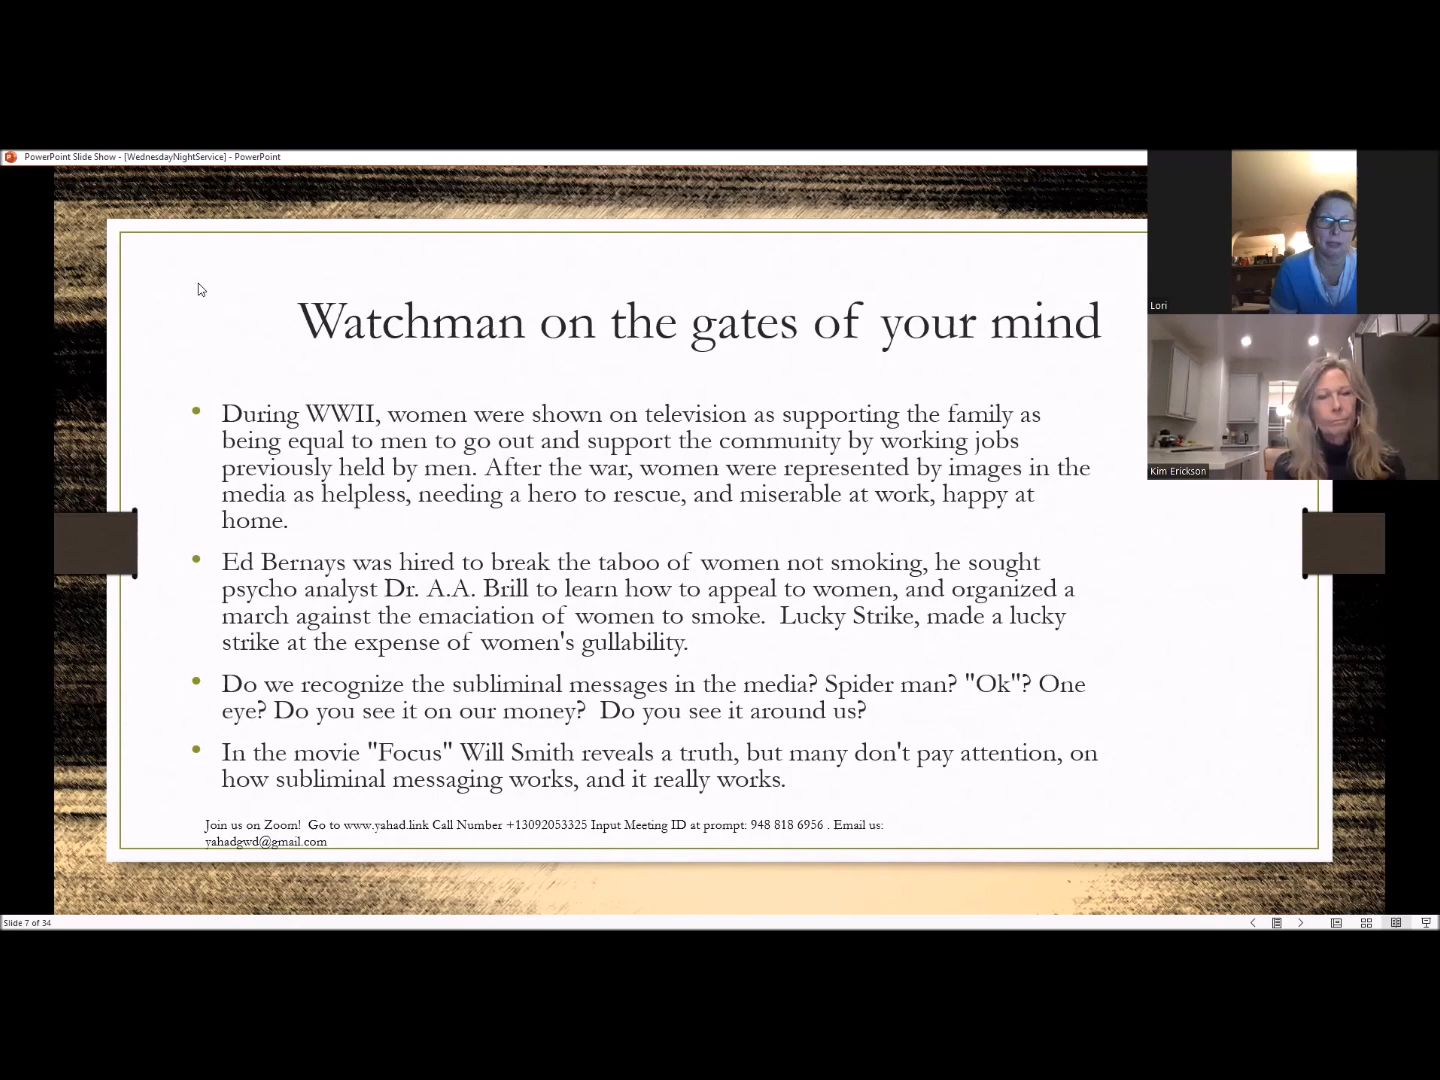 PowerPoint Slide Show - [WednesdayNightService] - PowerPoint
Lori
Kim Erickson
Watchman on the gates of your mind
• During WWII, women were shown on television as supporting the family as
being equal to men to go out and support the community by working jobs
previously held by men. After the war, women were represented by images in the
media as helpless, needing a hero to rescue, and miserable at work, happy at
home.
• Ed Bernays was hired to break the taboo of women not smoking, he sought
psycho analyst Dr. A.A. Brill to learn how to appeal to women, and organized a
march against the emaciation of women to smoke. Lucky Strike, made a lucky
strike at the expense of women's gullability.
• Do we recognize the subliminal messages in the media? Spider man? "Ok"? One
eye? Do you see it on our money? Do you see it around us?
• In the movie "Focus" Will Smith reveals a truth, but many don't pay attention, on
how subliminal messaging works, and it really works.
Join us on Zoom! Go to www.yahad.link Call Number +13092053325 Input Meeting ID at prompt: 948 818 6956 . Email us:
yahadgwd@gmail.com
Slide 7 of 34